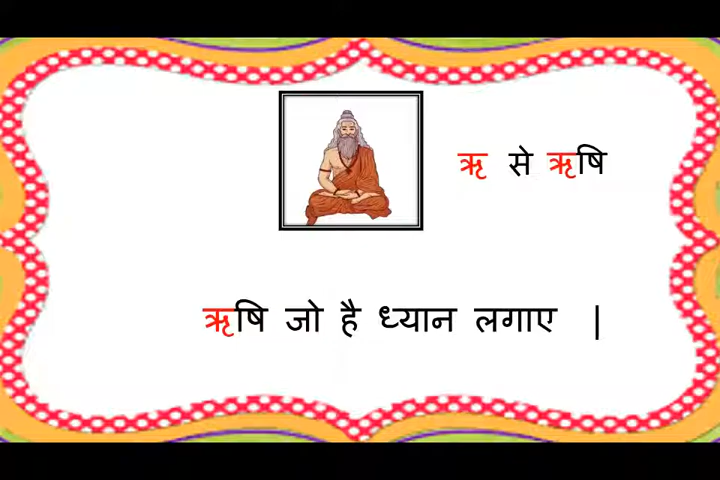 ऋ से ऋषि
ऋषि जो है ध्यान लगाए |